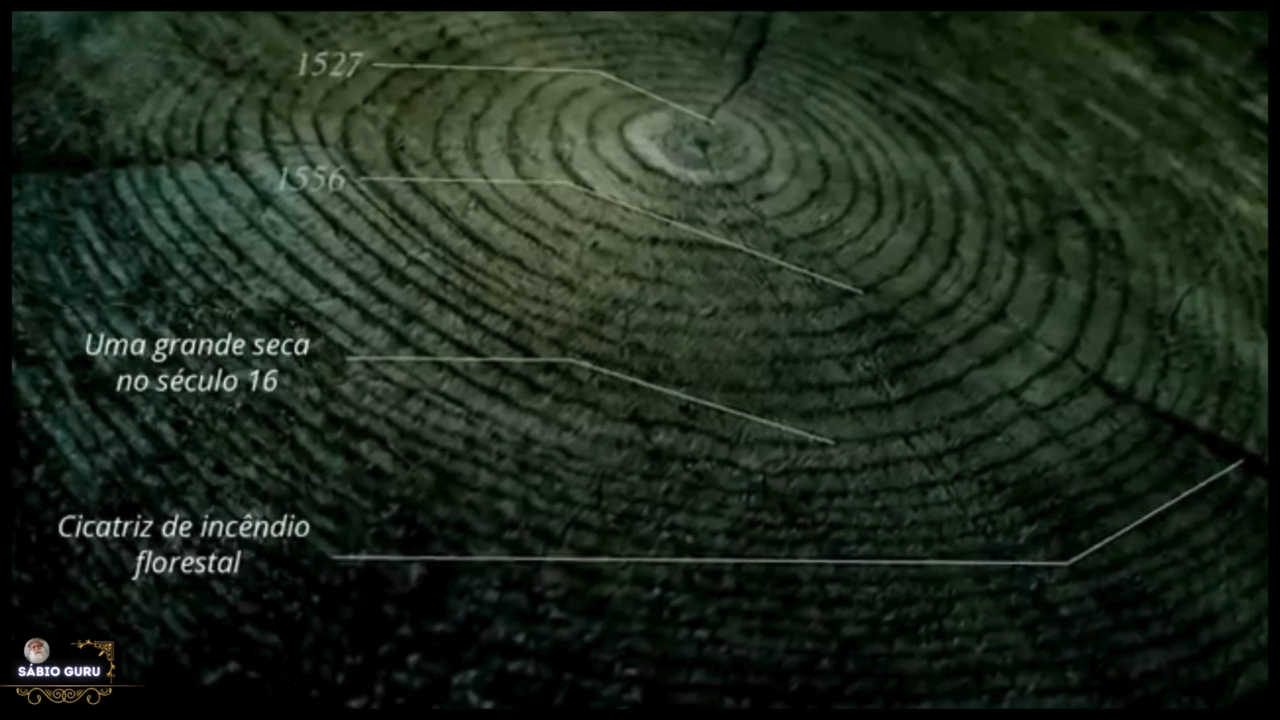 1527
1556
Uma grande seca
no século 16
Cicatriz de incêndio
florestal
SÁBIO GURU